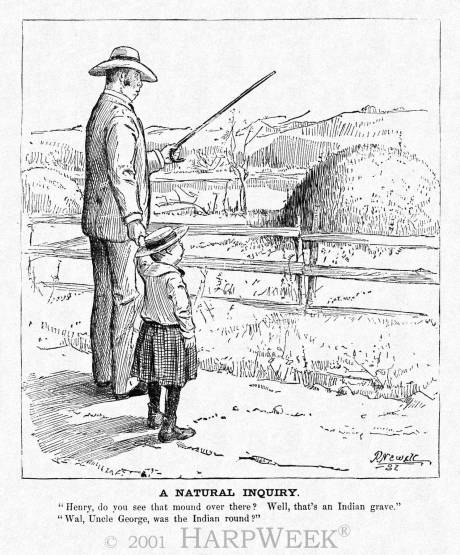 P.Newell
A NATURAL INQUIRY.
"Henry, do you see that mound over there? Well, that's an Indian grave."
"Wal, Uncle George, was the Indian round?"
© 2001 HARPWEEK®